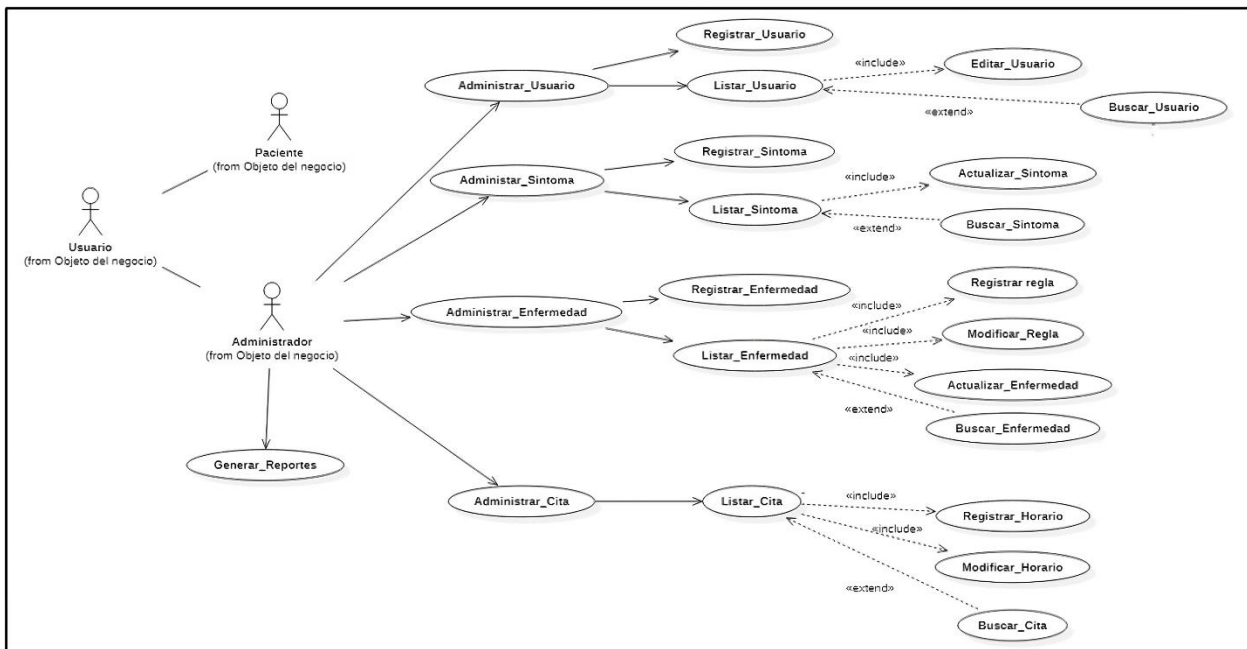 Registrar_Usuario
Administrar_Usuario
Listar_Usuario
«include»
Editar_Usuario
«extend»
Buscar_Usuario
Paciente
(from Objeto del negocio)
Usuario
(from Objeto del negocio)
Registrar_Sintoma
Administar_Sintoma
Listar_Sintoma
«include»
Actualizar_Sintoma
«extend»
Buscar_Sintoma
Administrador
(from Objeto del negocio)
Registrar_Enfermedad
Administrar_Enfermedad
Listar_Enfermedad
«include»
Registrar regla
«include»
Modificar_Regla
«include»
Actualizar_Enfermedad
«extend»
Buscar_Enfermedad
Generar_Reportes
Administrar_Cita
Listar_Cita
«include»
Registrar_Horario
«include»
Modificar_Horario
«extend»
Buscar_Cita